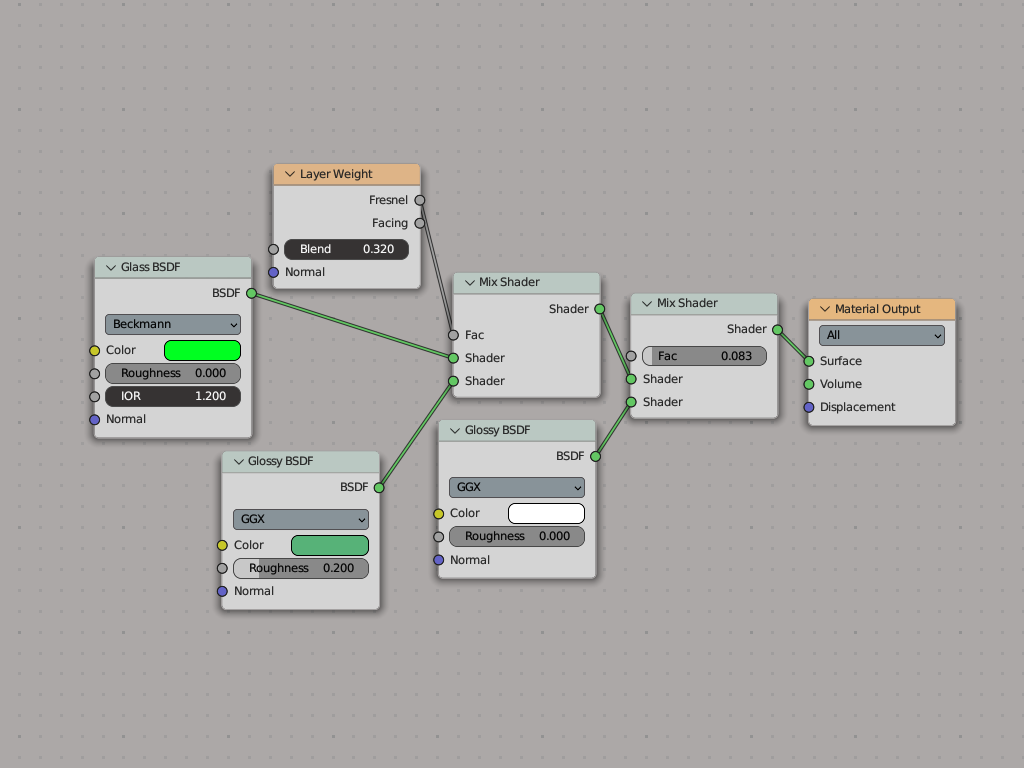 Layer Weight
Fresnel
Facing
Blend 0.320
Normal
Glass BSDF
BSDF
Beckmann
Color
Roughness 0.000
IOR 1.200
Normal
Mix Shader
Shader
Fac
Shader
Shader
Mix Shader
Shader
Fac 0.083
Shader
Shader
Material Output
All
Surface
Volume
Displacement
Glossy BSDF
BSDF
GGX
Color
Roughness 0.200
Normal
Glossy BSDF
BSDF
GGX
Color
Roughness 0.000
Normal